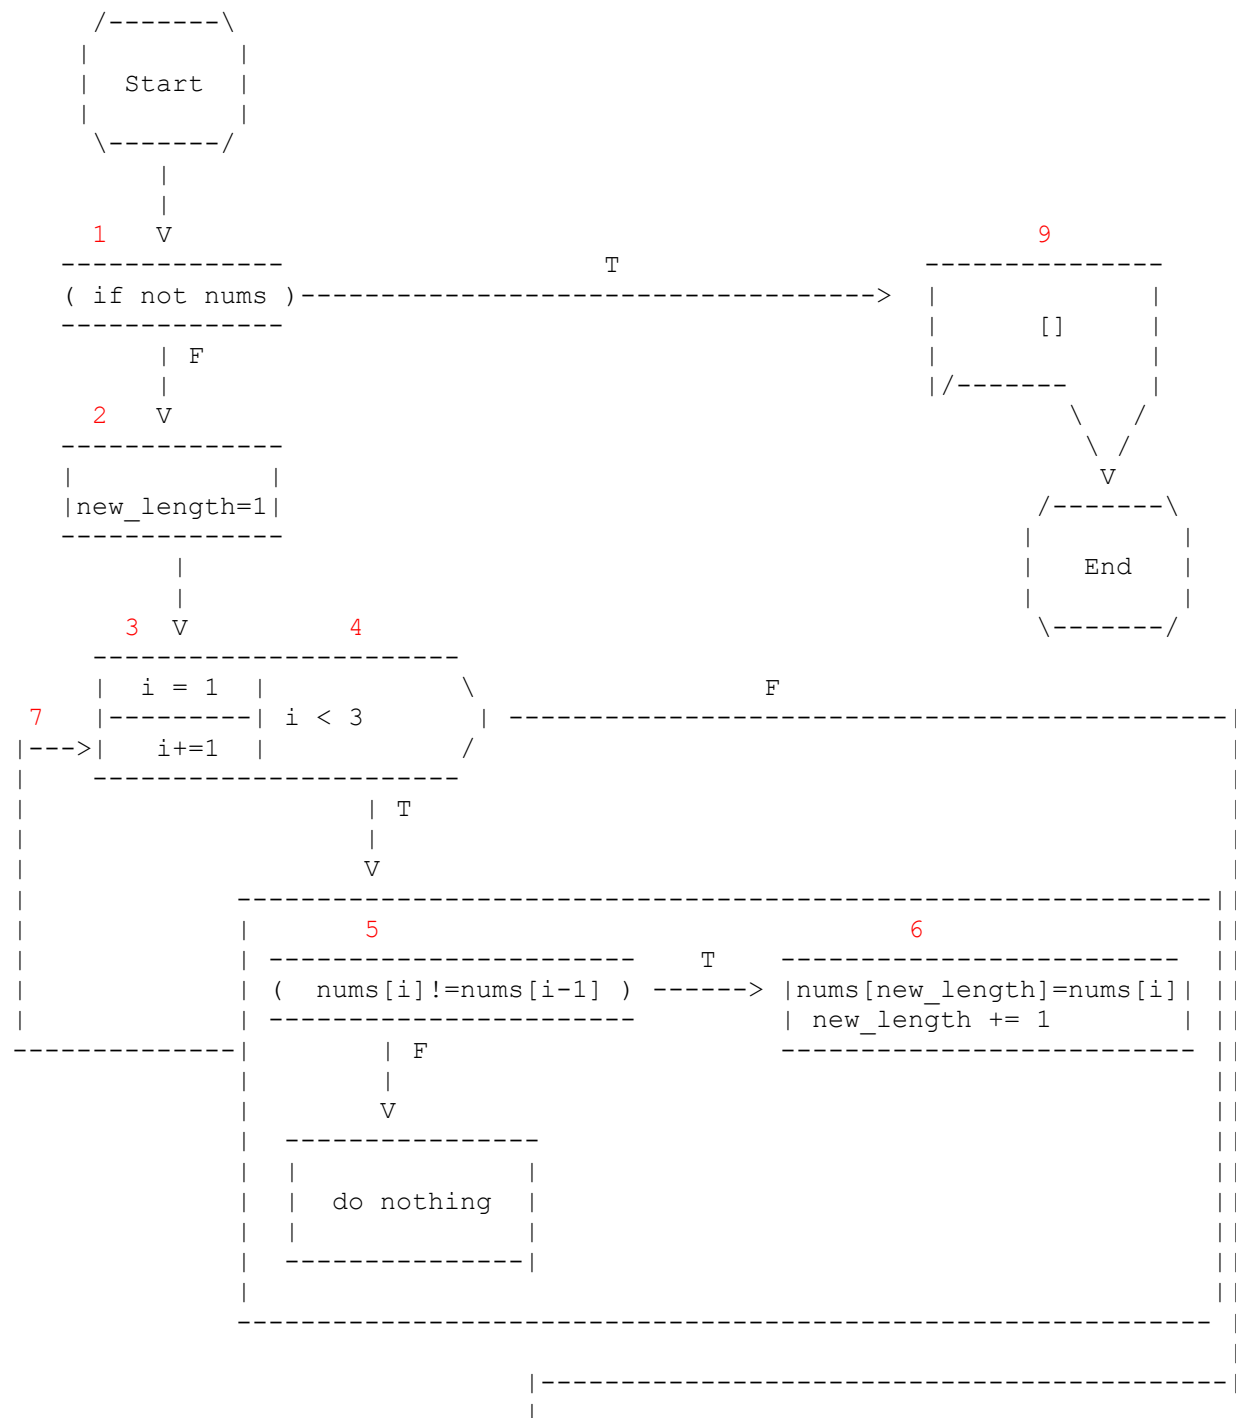 /-------\
|         |
|  Start  |
|         |
\-------/
|
|
1   V                                                      9
--------------                    T                   ---------------
( if not nums )------------------------------------>  |             |
--------------                                        |      []     |
| F                                               |             |
|                                                 |/-------     |
2   V                                                        \   /
--------------                                                \ /
|            |                                                 V
|new_length=1|                                             /-------\
--------------                                            |         |
|                                                  |   End   |
|                                                  |         |
3  V          4                                          \-------/
-----------------------
|  i = 1  |            \                  F
7    |---------| i < 3       | ---------------------------------------------|
|--->|   i+=1  |            /                                               |
|    -----------------------                                                |
|                     | T                                                   |
|                     |                                                     |
|                     V                                                     |
|             -------------------------------------------------------------||
|             |       5                                 6                  ||
|             | -----------------------    T    -------------------------  ||
|             | (  nums[i]!=nums[i-1] ) ------> |nums[new_length]=nums[i]| ||
|             | -----------------------         | new_length += 1        | ||
--------------|        | F                      -------------------------- ||
|        |                                                   ||
|        V                                                   ||
|  ----------------                                          ||
|  |              |                                          ||
|  |  do nothing  |                                          ||
|  |              |                                          ||
|  ---------------|                                          ||
|                                                            ||
------------------------------------------------------------- |
|
|-------------------------------------------|
|